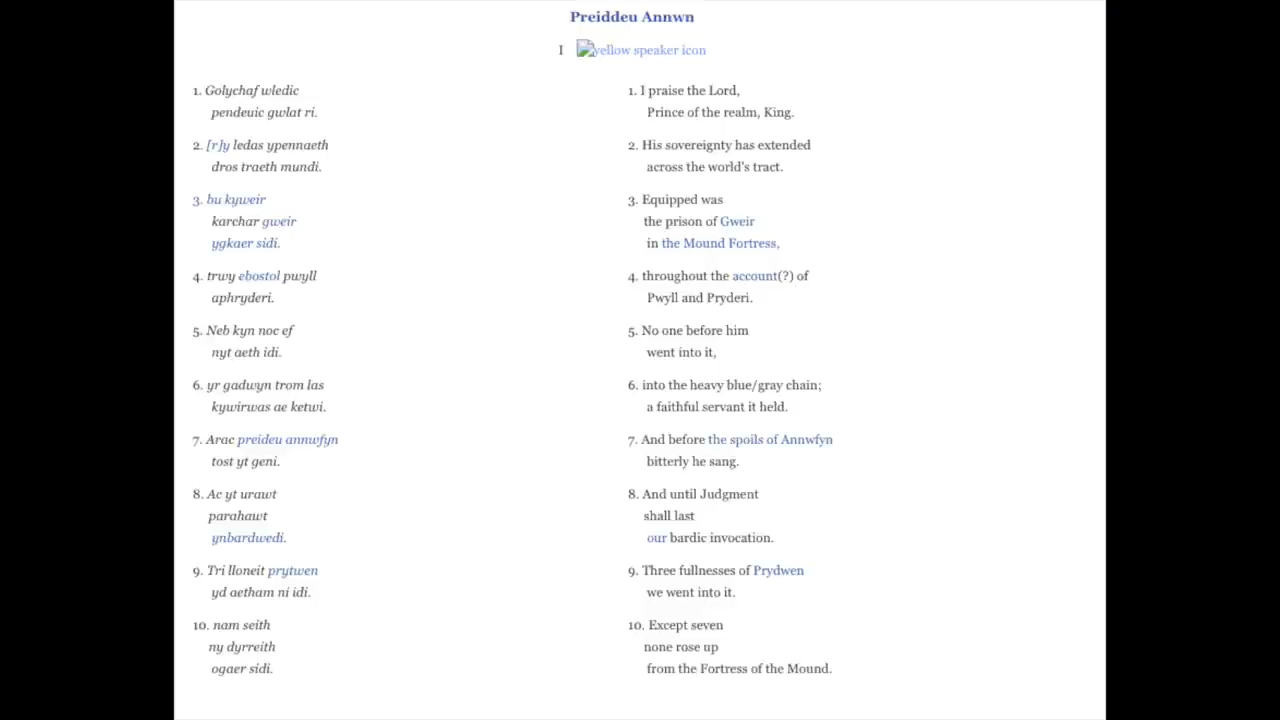 Preiddeu Annwn
I yellow speaker icon
1. Golychaf wledic
pendeuic gwlat ri.
2. [r]y ledas ypennaeth
dros traeth mundi.
3. bu kyweir
karchar gweir
ygkaer sidi.
4. trwy ebostol pwyll
aphryderi.
5. Neb kyn noc ef
nyt aeth idi.
6. yr gadwyn trom las
kywirwas ae ketwi.
7. Arac preideu annwfyn
tost yt geni.
8. Ac yt urawt
parahawt
ynbardwedi.
9. Tri lloneit prytwen
yd aetham ni idi.
10. nam seith
ny dyrreith
ogaer sidi.
1. I praise the Lord,
Prince of the realm, King.
2. His sovereignty has extended
across the world's tract.
3. Equipped was
the prison of Gweir
in the Mound Fortress,
4. throughout the account(?) of
Pwyll and Pryderi.
5. No one before him
went into it,
6. into the heavy blue/gray chain;
a faithful servant it held.
7. And before the spoils of Annwfyn
bitterly he sang.
8. And until Judgment
shall last
our bardic invocation.
9. Three fullnesses of Prydwen
we went into it.
10. Except seven
none rose up
from the Fortress of the Mound.